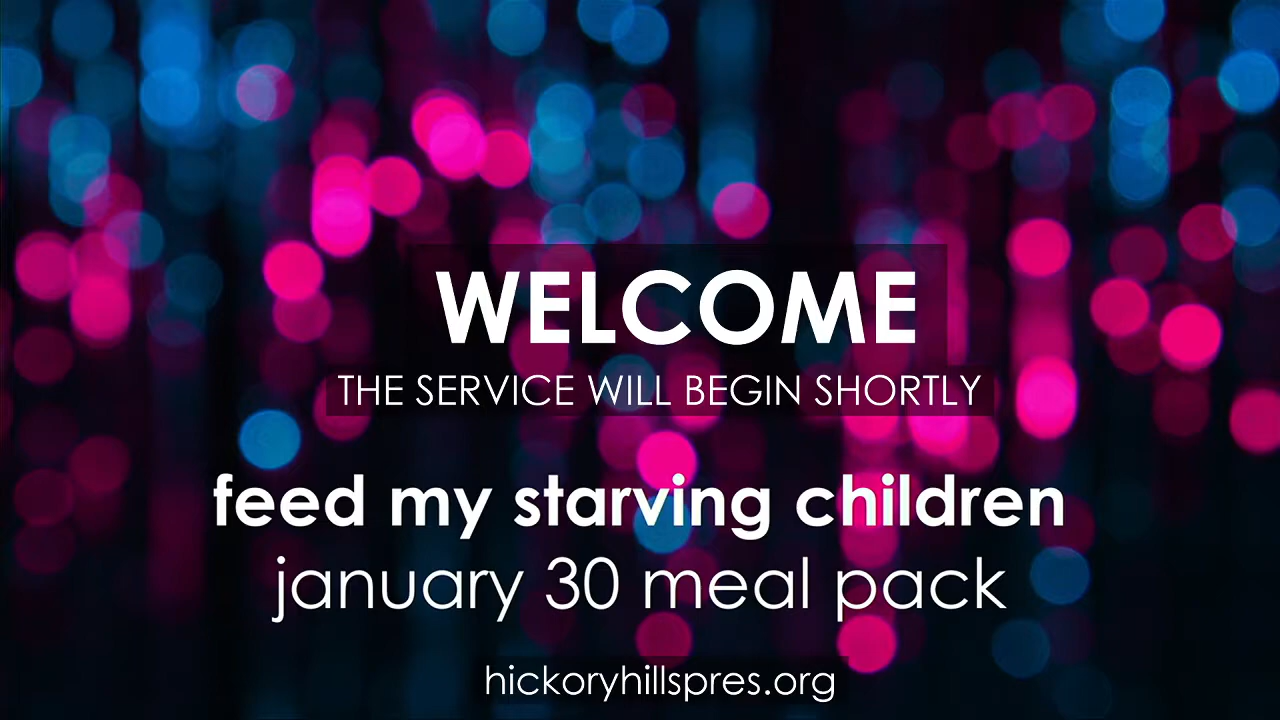 WELCOME
THE SERVICE WILL BEGIN SHORTLY
feed my starving children
january 30 meal pack
hickoryhillspres.org